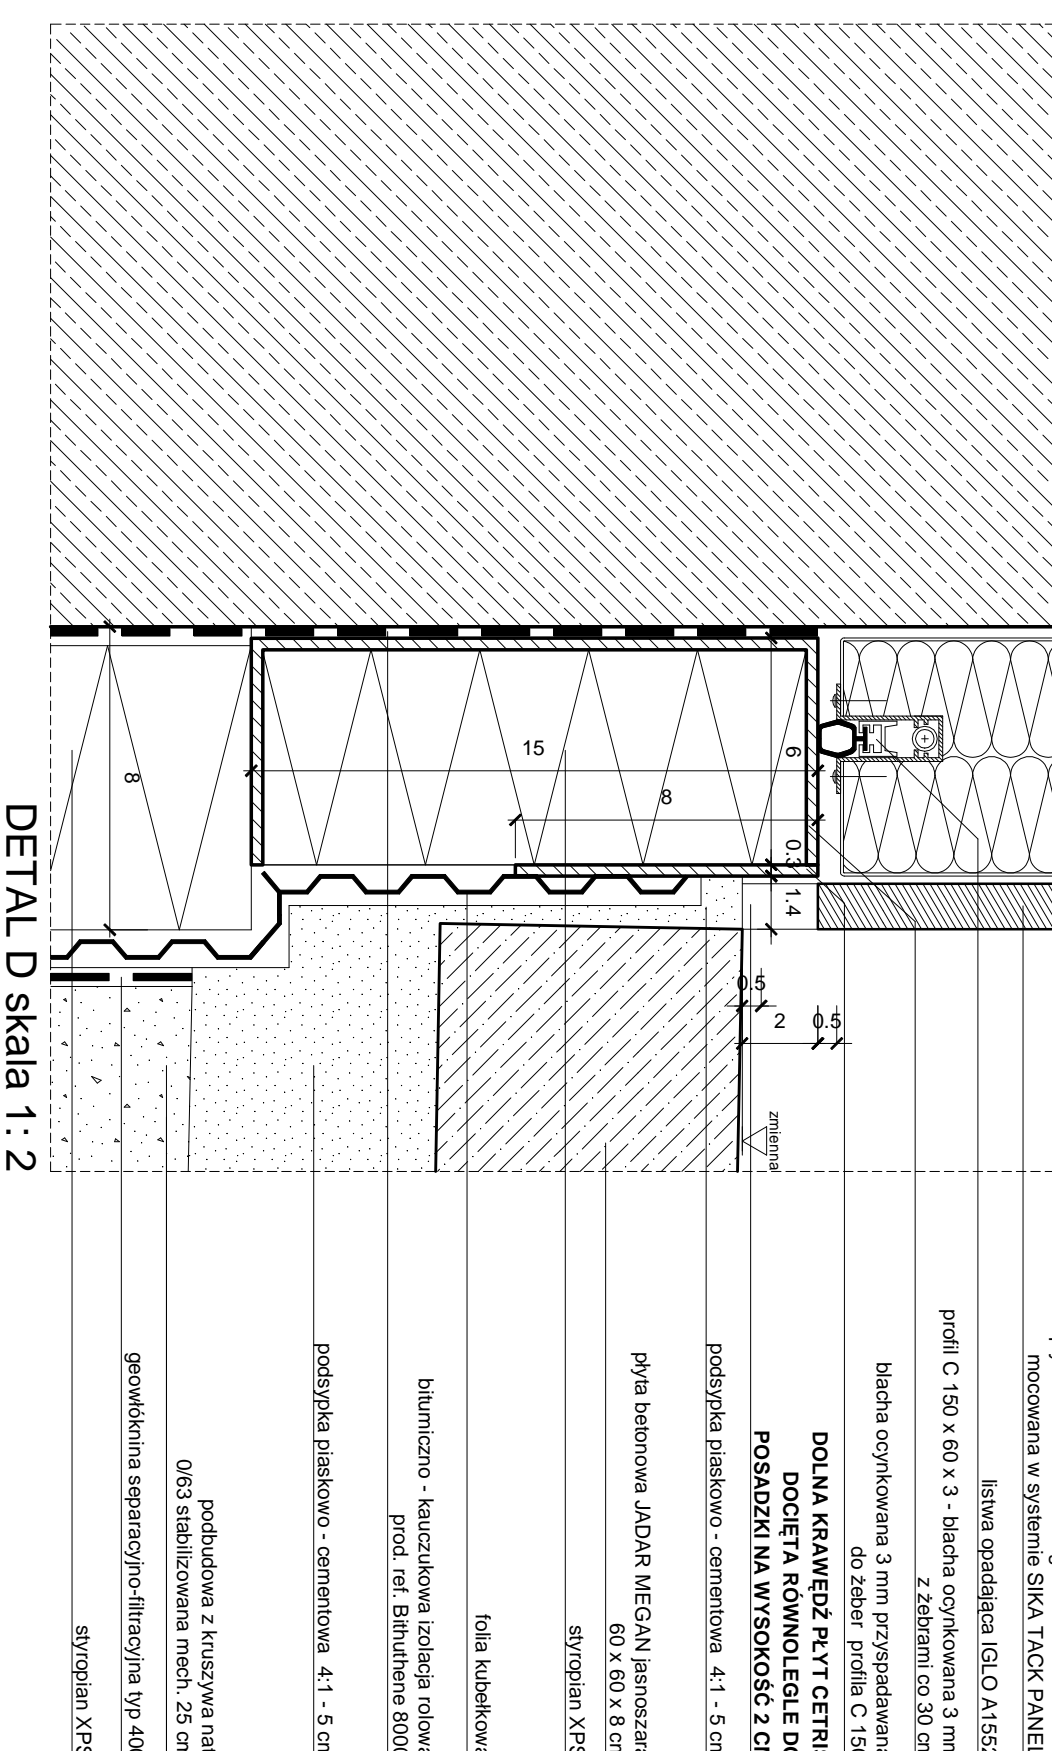 mocowana w systemie SIKA TACK PANEL
listwa opadająca IGLO A1552
profil C 150 x 60 x 3 - blacha ocynkowana 3 mm
z żebrami co 30 cm
blacha ocynkowana 3 mm przyspadawana
do żeber profila C 150
DOLNA KRAWĘDŹ PŁYT CETRIS
DOCIĘTA RÓWNOLEGLE DO
POSADZKI NA WYSOKOŚĆ 2 CM
podsypka piaskowo - cementowa 4:1 - 5 cm
płyta betonowa JADAR MEGAN jasnoszara
60 x 60 x 8 cm
styropian XPS
folia kubełkowa
bitumiczno - kauczukowa izolacja rolowa
prod. ref. Bithuthene 8000
podsypka piaskowo - cementowa 4:1 - 5 cm
podbudowa z kruszywa nat
0/63 stabilizowana mech. 25 cm
geowłóknina separacyjno-filtracyjna typ 400
styropian XPS
6
0.3
1.4
15
8
0.5
2
0.5
zmienna
8
DETAL D skala 1: 2